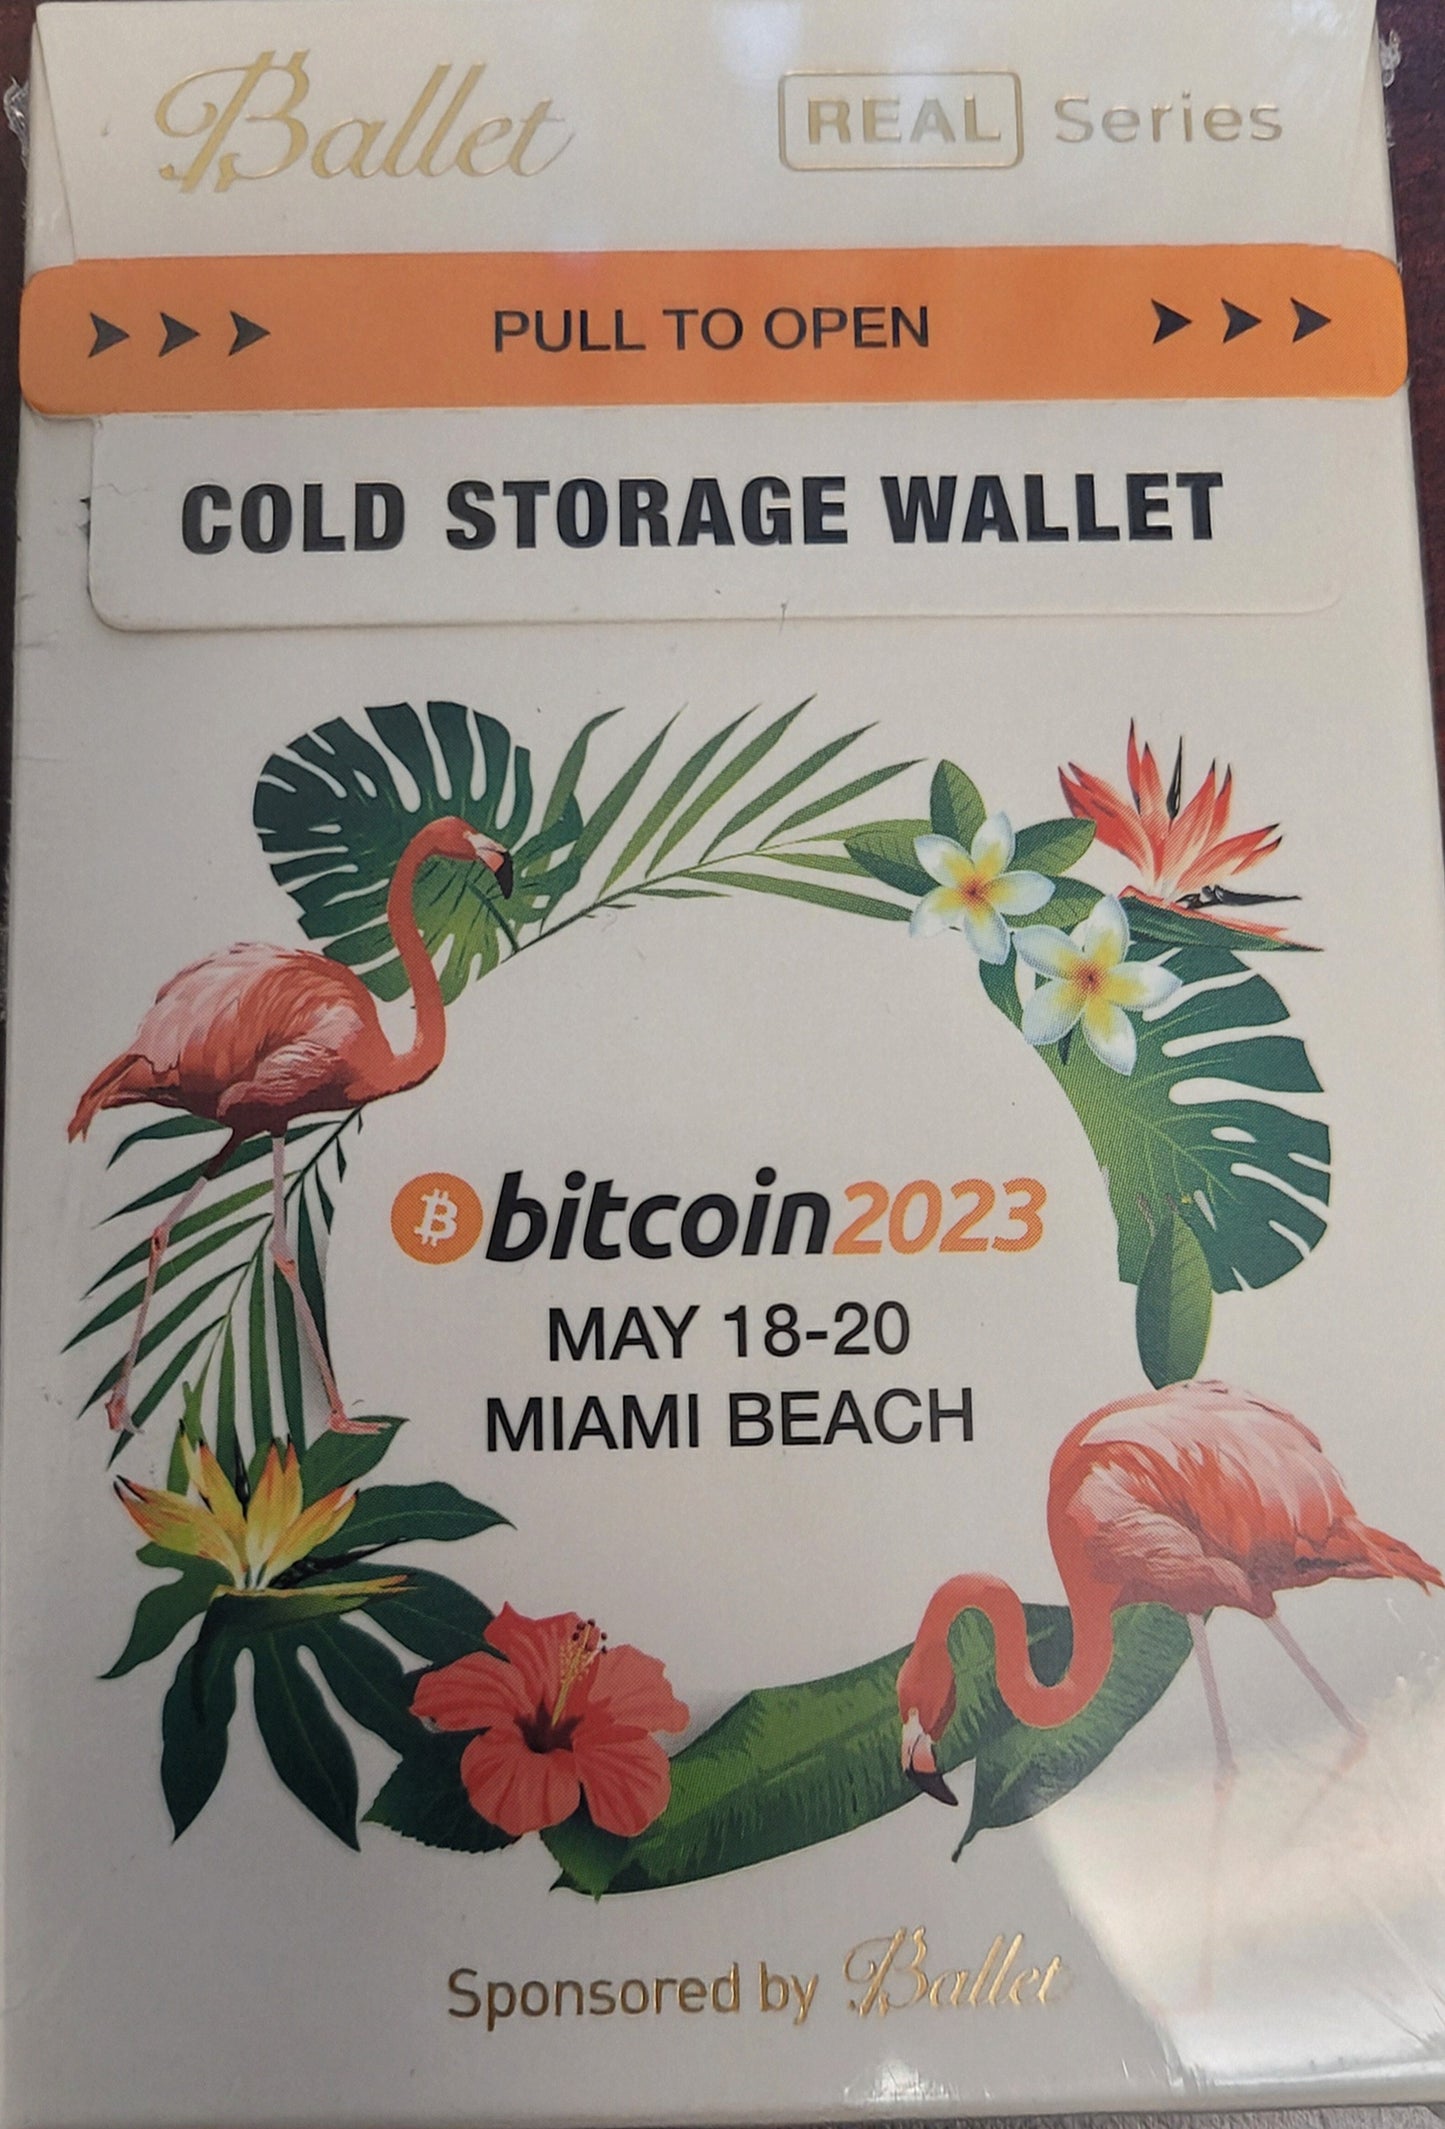 Ballet REAL Series
PULL TO OPEN
COLD STORAGE WALLET
bitcoin2023
MAY 18-20
MIAMI BEACH
Sponsored by Ballet